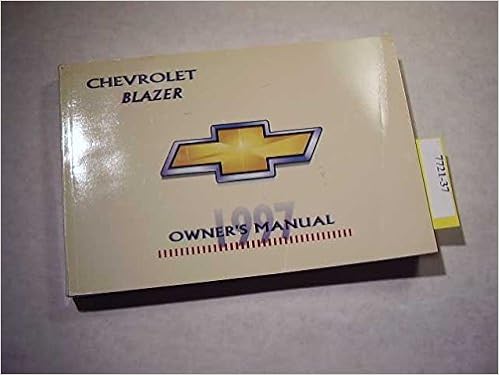 CHEVROLET
BLAZER
1997
OWNER'S MANUAL
7721-37